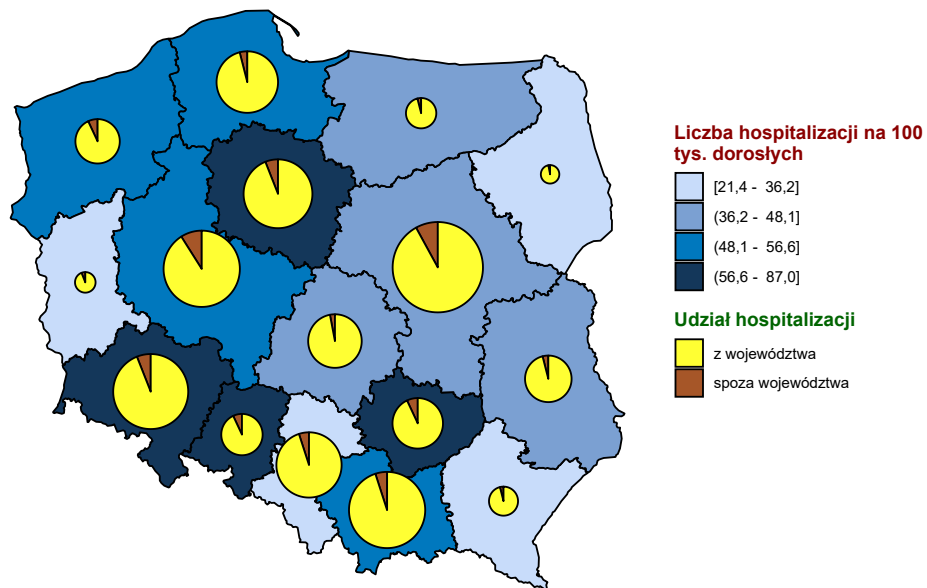 Liczba hospitalizacji na 100
tys. dorosłych
[21,4 - 36,2]
(36,2 - 48,1]
(48,1 - 56,6]
(56,6 - 87,0]
Udział hospitalizacji
z województwa
spoza województwa